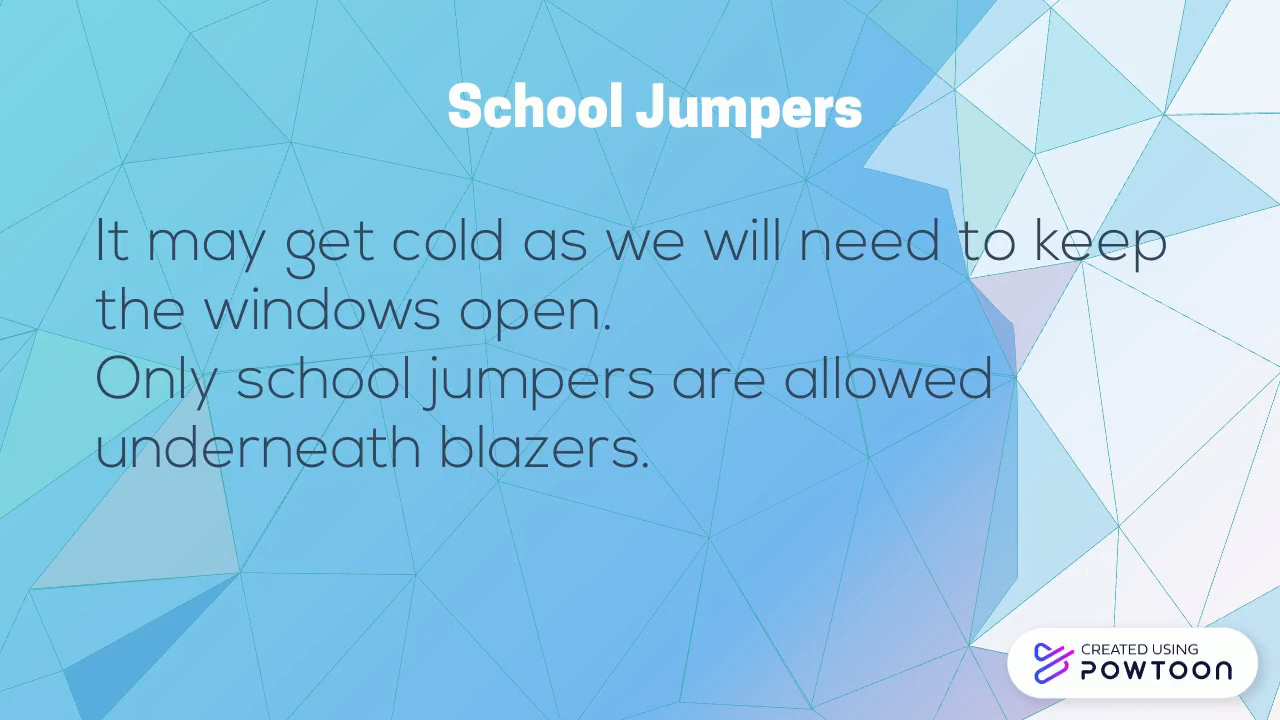 School Jumpers
It may get cold as we will need to keep
the windows open.
Only school jumpers are allowed
underneath blazers.
CREATED USING
POWTOON